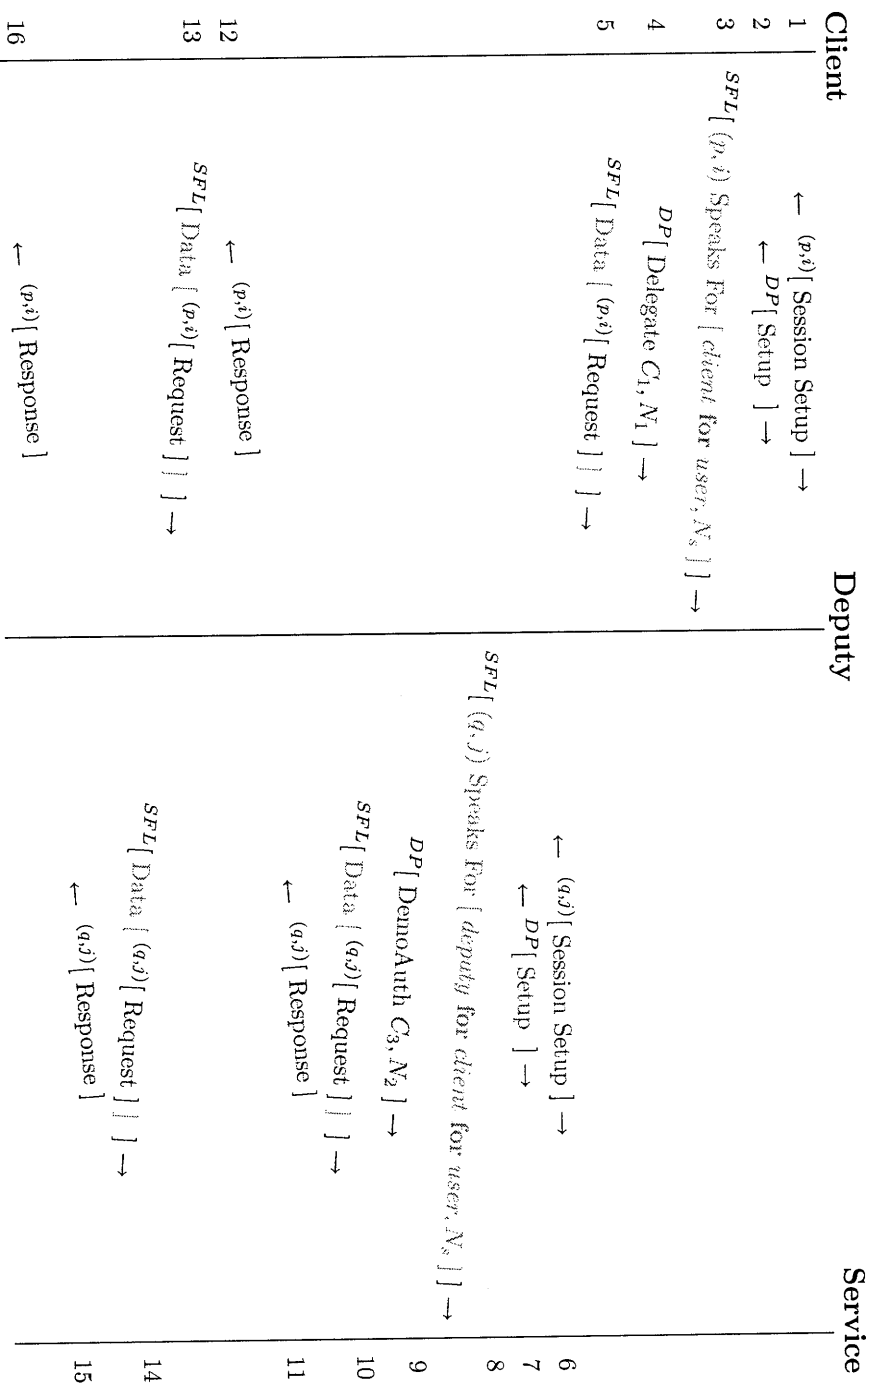 Client Deputy Service
1 ← (p,i)[ Session Setup ] →
2 ← DP[ Setup ] →
3 SFL[ (p, i) Speaks For [ client for user, Nₛ ] ] →
4 DP[ Delegate C₁, N₁ ] →
5 SFL[ Data [ (p,i)[ Request ] ] ] →
← (q,j)[ Session Setup ] → 6
← DP[ Setup ] → 7
SFL[ (q, j) Speaks For [ deputy for client for user, Nₛ ] ] → 8
DP[ DemoAuth C₃, N₂ ] → 9
SFL[ Data [ (q,j)[ Request ] ] ] → 10
← (q,j)[ Response ] 11
12 ← (p,i)[ Response ]
13 SFL[ Data [ (p,i)[ Request ] ] ] →
SFL[ Data [ (q,j)[ Request ] ] ] → 14
← (q,j)[ Response ] 15
16 ← (p,i)[ Response ]